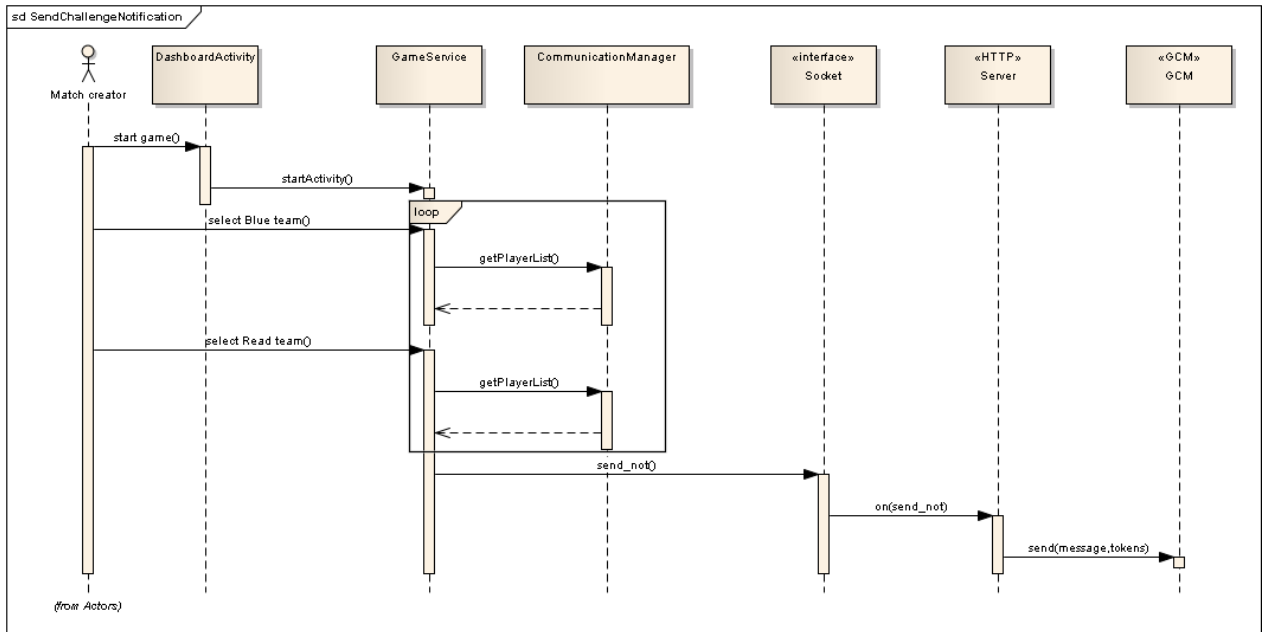 sd SendChallengeNotification
Match creator
DashboardActivity
GameService
CommunicationManager
«interface»
Socket
«HTTP»
Server
«GCM»
GCM
start game()
startActivity()
loop
select Blue team()
getPlayerList()
select Read team()
getPlayerList()
send_not()
on(send_not)
send(message,tokens)
(from Actors)